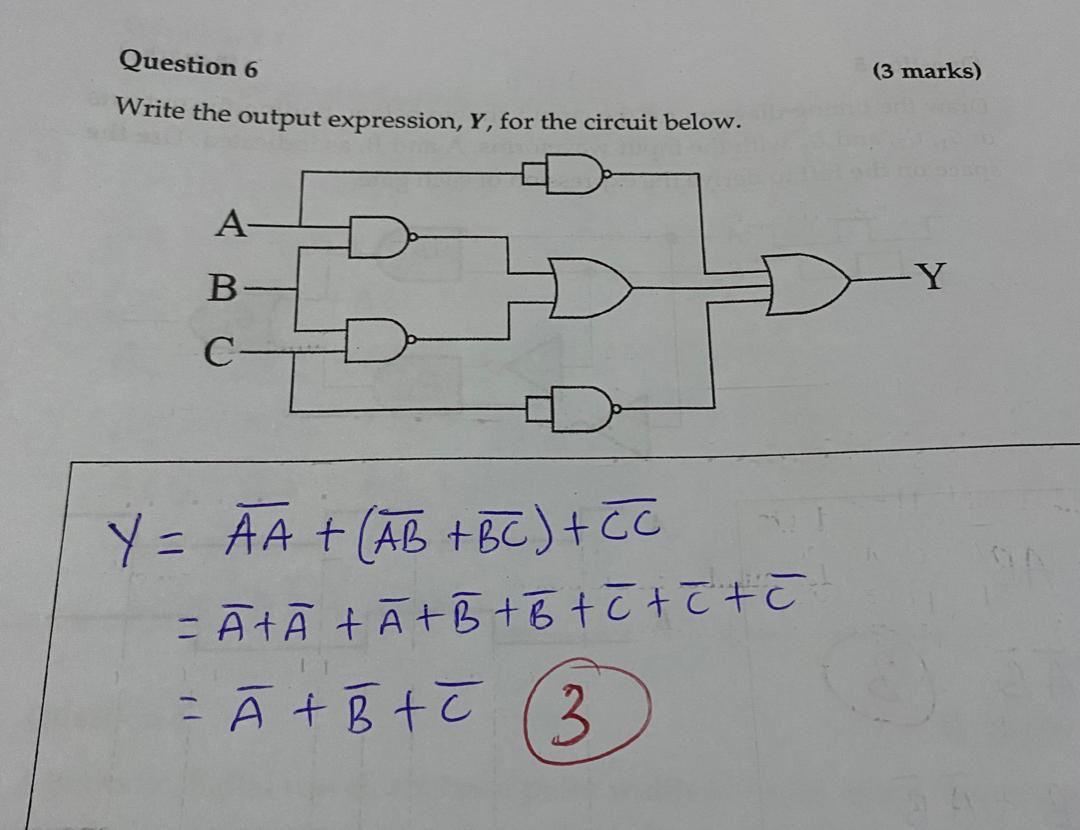 Question 6 (3 marks)
Write the output expression, Y, for the circuit below.
A
B
C
Y
Y = A̅A̅ + (A̅B̅ + B̅C̅) + C̅C̅
= A̅ + A̅ + A̅ + B̅ + B̅ + C̅ + C̅ + C̅
= A̅ + B̅ + C̅
3